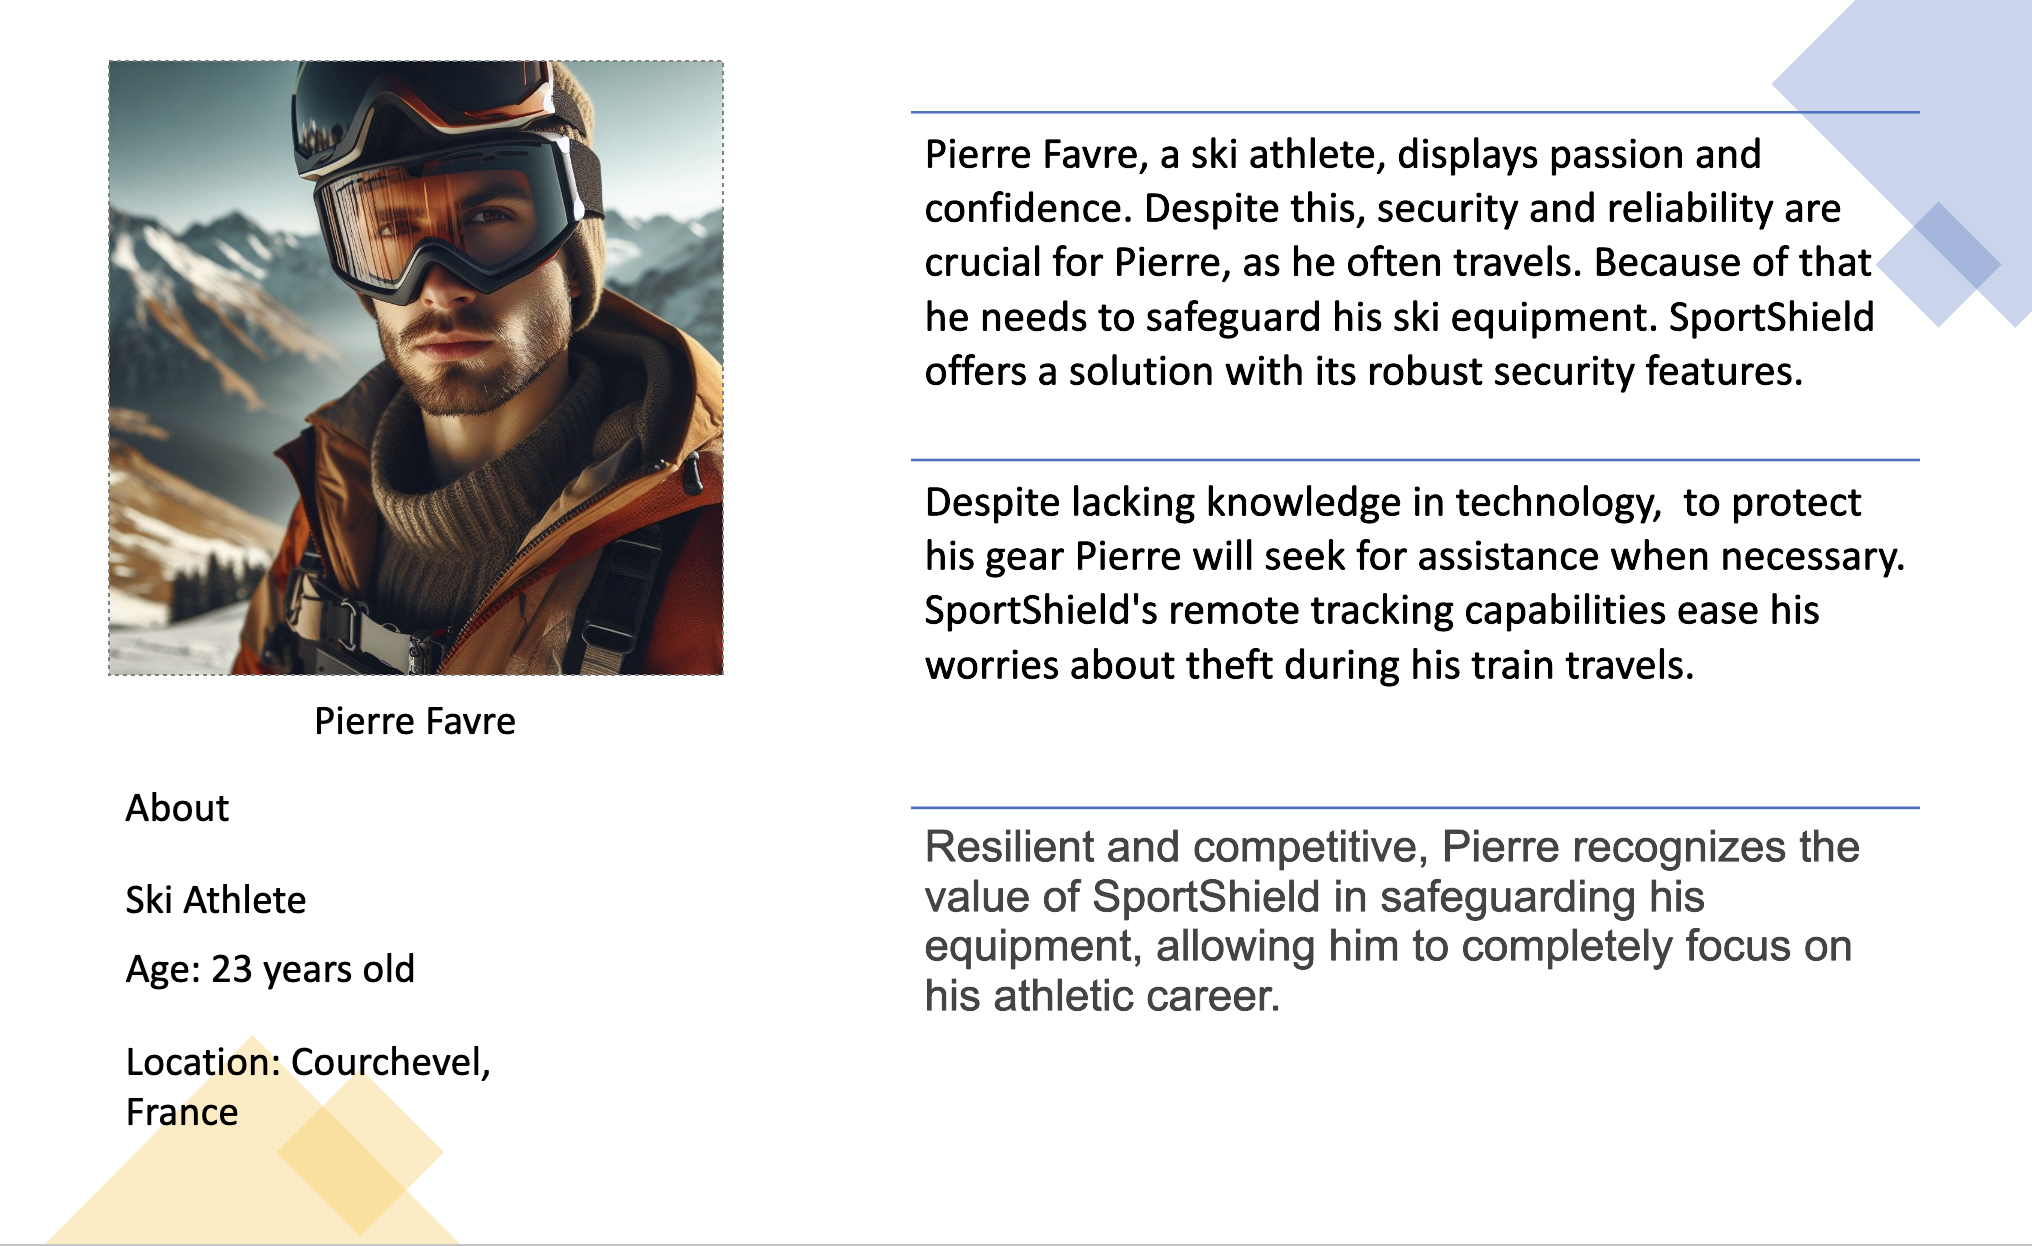 Pierre Favre
About
Ski Athlete
Age: 23 years old
Location: Courchevel,
France
Pierre Favre, a ski athlete, displays passion and
confidence. Despite this, security and reliability are
crucial for Pierre, as he often travels. Because of that
he needs to safeguard his ski equipment. SportShield
offers a solution with its robust security features.
Despite lacking knowledge in technology,  to protect
his gear Pierre will seek for assistance when necessary.
SportShield's remote tracking capabilities ease his
worries about theft during his train travels.
Resilient and competitive, Pierre recognizes the
value of SportShield in safeguarding his
equipment, allowing him to completely focus on
his athletic career.